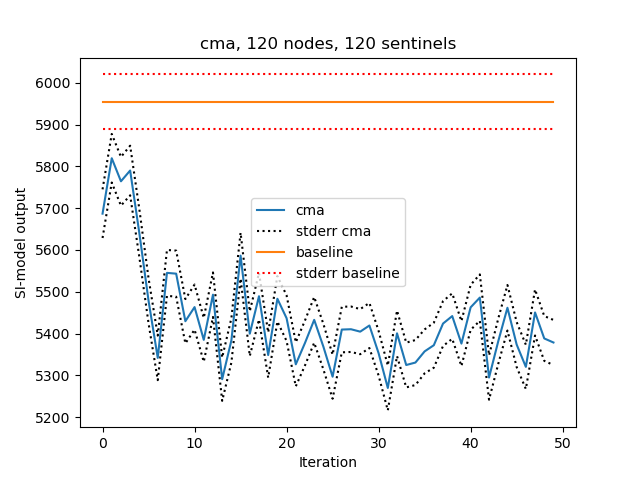 cma, 120 nodes, 120 sentinels
6000
5900
5800
5700
5600
5500
5400
5300
5200
SI-model output
cma
stderr cma
baseline
stderr baseline
0 10 20 30 40 50
Iteration